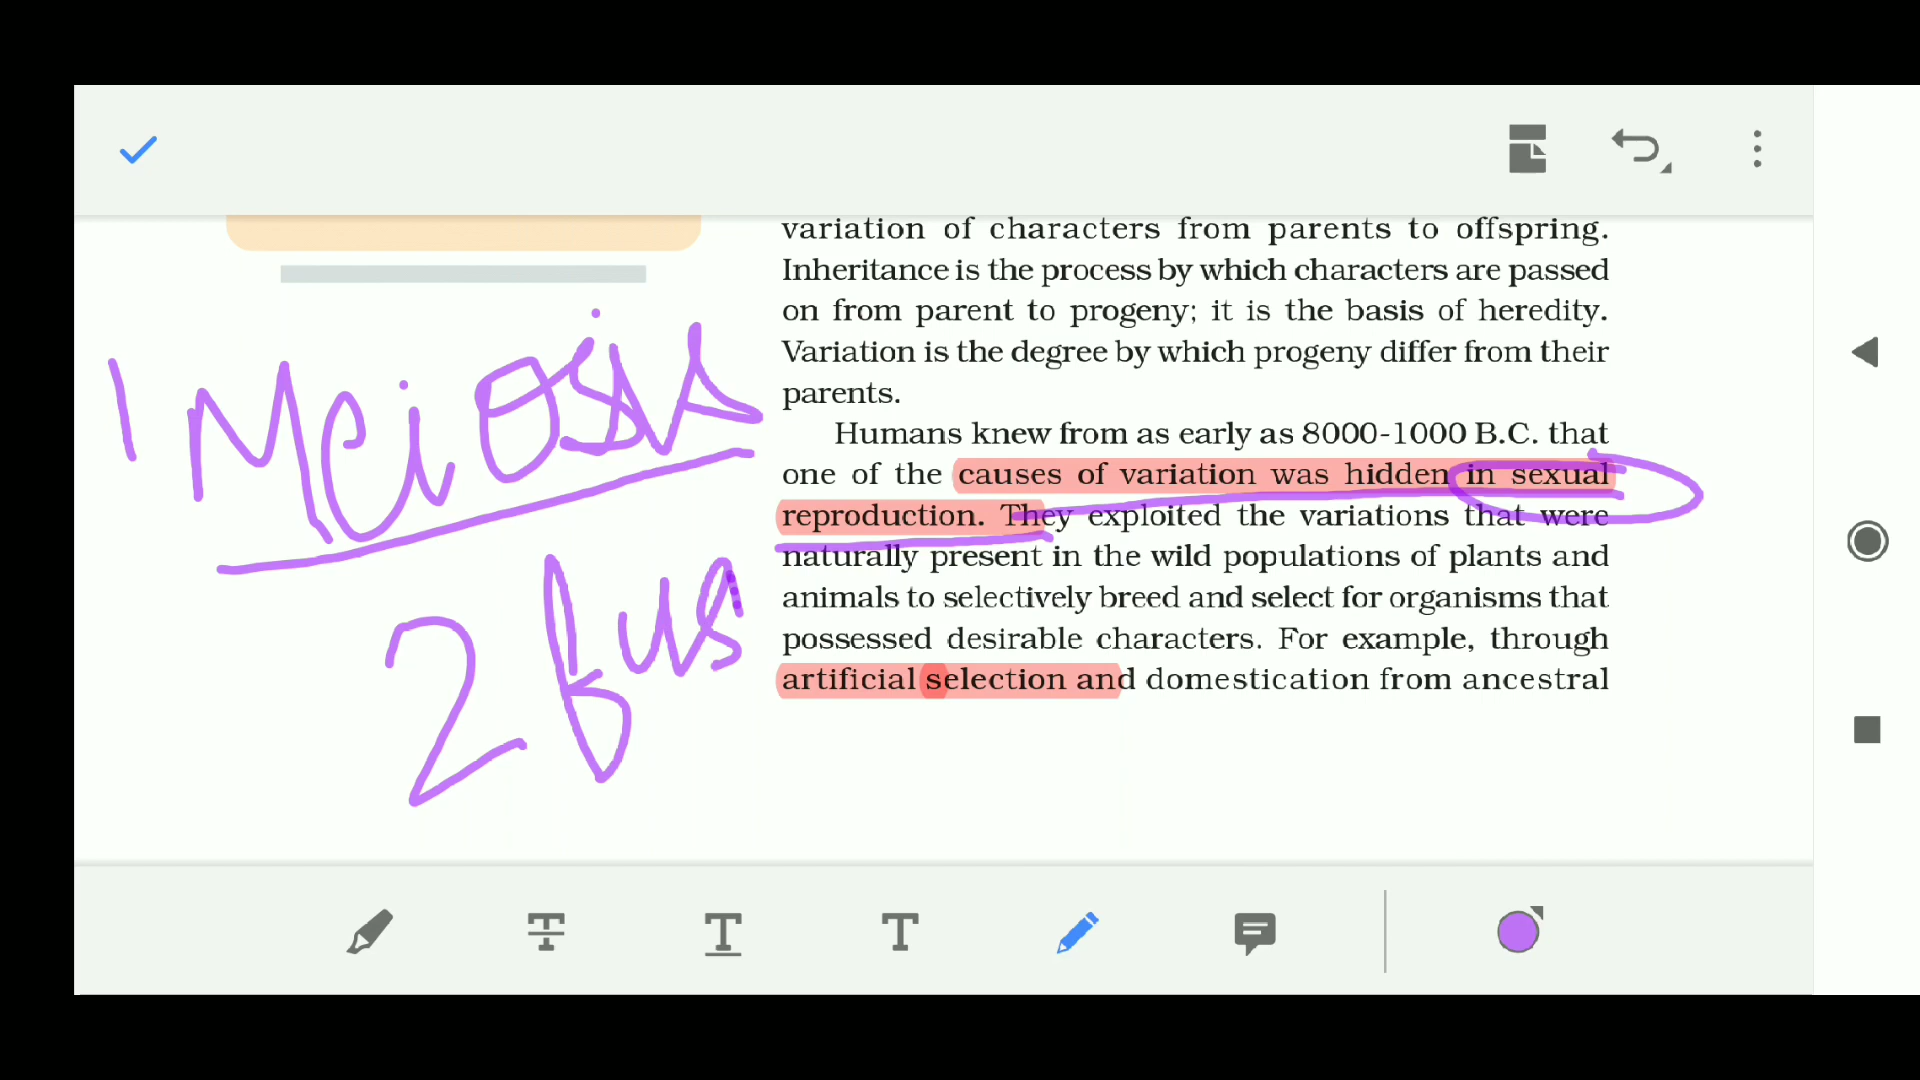 variation of characters from parents to offspring.
Inheritance is the process by which characters are passed
on from parent to progeny; it is the basis of heredity.
Variation is the degree by which progeny differ from their
parents.
Humans knew from as early as 8000-1000 B.C. that
one of the causes of variation was hidden in sexual
reproduction. They exploited the variations that were
naturally present in the wild populations of plants and
animals to selectively breed and select for organisms that
possessed desirable characters. For example, through
artificial selection and domestication from ancestral
1 Meiosis
2 fus